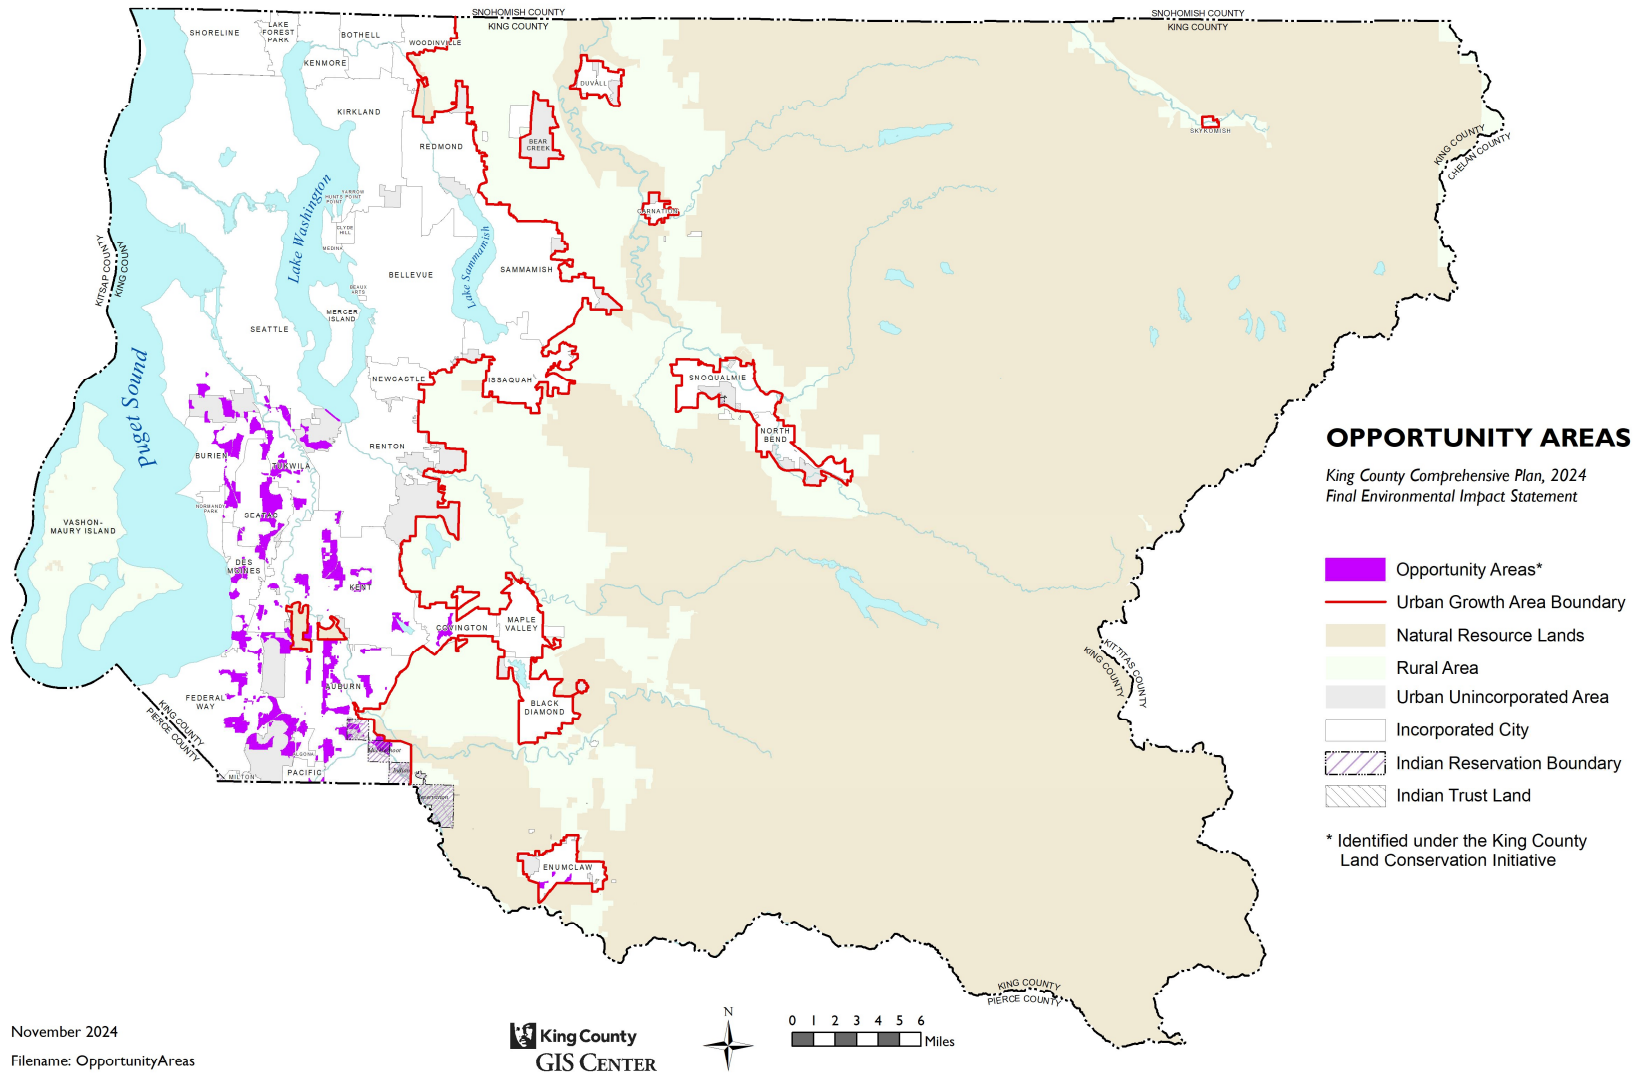 SNOHOMISH COUNTY
KING COUNTY
SNOHOMISH COUNTY
KING COUNTY
SHORELINE
LAKE
FOREST
PARK
BOTHELL
WOODINVILLE
KENMORE
DUVALL
KIRKLAND
SKYKOMISH
KING COUNTY
CHELAN COUNTY
REDMOND
BEAR
CREEK
Lake Washington
YARROW
POINT
HUNTS
POINT
CARNATION
CLYDE
HILL
MEDINA
KITSAP COUNTY
KING COUNTY
Lake Sammamish
SAMMAMISH
BELLEVUE
BEAUX
ARTS
MERCER
ISLAND
SEATTLE
Puget Sound
NEWCASTLE
ISSAQUAH
SNOQUALMIE
NORTH
BEND
RENTON
BURIEN
TUKWILA
NORMANDY
PARK
SEATAC
VASHON-
MAURY ISLAND
DES
MOINES
KENT
COVINGTON
MAPLE
VALLEY
KITTITAS COUNTY
KING COUNTY
AUBURN
FEDERAL
WAY
BLACK
DIAMOND
KING COUNTY
PIERCE COUNTY
ALGONA
Muckleshoot
Indian
Reservation
MILTON
PACIFIC
ENUMCLAW
KING COUNTY
PIERCE COUNTY
OPPORTUNITY AREAS
King County Comprehensive Plan, 2024
Final Environmental Impact Statement
Opportunity Areas*
Urban Growth Area Boundary
Natural Resource Lands
Rural Area
Urban Unincorporated Area
Incorporated City
Indian Reservation Boundary
Indian Trust Land
* Identified under the King County
Land Conservation Initiative
November 2024
Filename: OpportunityAreas
King County
GIS CENTER
N
0 1 2 3 4 5 6
Miles